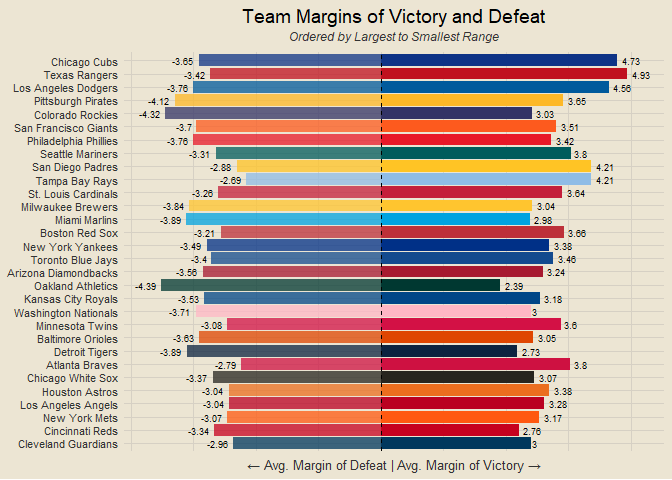 Team Margins of Victory and Defeat
Ordered by Largest to Smallest Range
Chicago Cubs -3.65 4.73
Texas Rangers -3.42 4.93
Los Angeles Dodgers -3.76 4.56
Pittsburgh Pirates -4.12 3.65
Colorado Rockies -4.32 3.03
San Francisco Giants -3.7 3.51
Philadelphia Phillies -3.76 3.42
Seattle Mariners -3.31 3.8
San Diego Padres -2.88 4.21
Tampa Bay Rays -2.69 4.21
St. Louis Cardinals -3.26 3.64
Milwaukee Brewers -3.84 3.04
Miami Marlins -3.89 2.98
Boston Red Sox -3.21 3.66
New York Yankees -3.49 3.38
Toronto Blue Jays -3.4 3.46
Arizona Diamondbacks -3.56 3.24
Oakland Athletics -4.39 2.39
Kansas City Royals -3.53 3.18
Washington Nationals -3.71 3
Minnesota Twins -3.08 3.6
Baltimore Orioles -3.63 3.05
Detroit Tigers -3.89 2.73
Atlanta Braves -2.79 3.8
Chicago White Sox -3.37 3.07
Houston Astros -3.04 3.38
Los Angeles Angels -3.04 3.28
New York Mets -3.07 3.17
Cincinnati Reds -3.34 2.76
Cleveland Guardians -2.96 3
← Avg. Margin of Defeat | Avg. Margin of Victory →